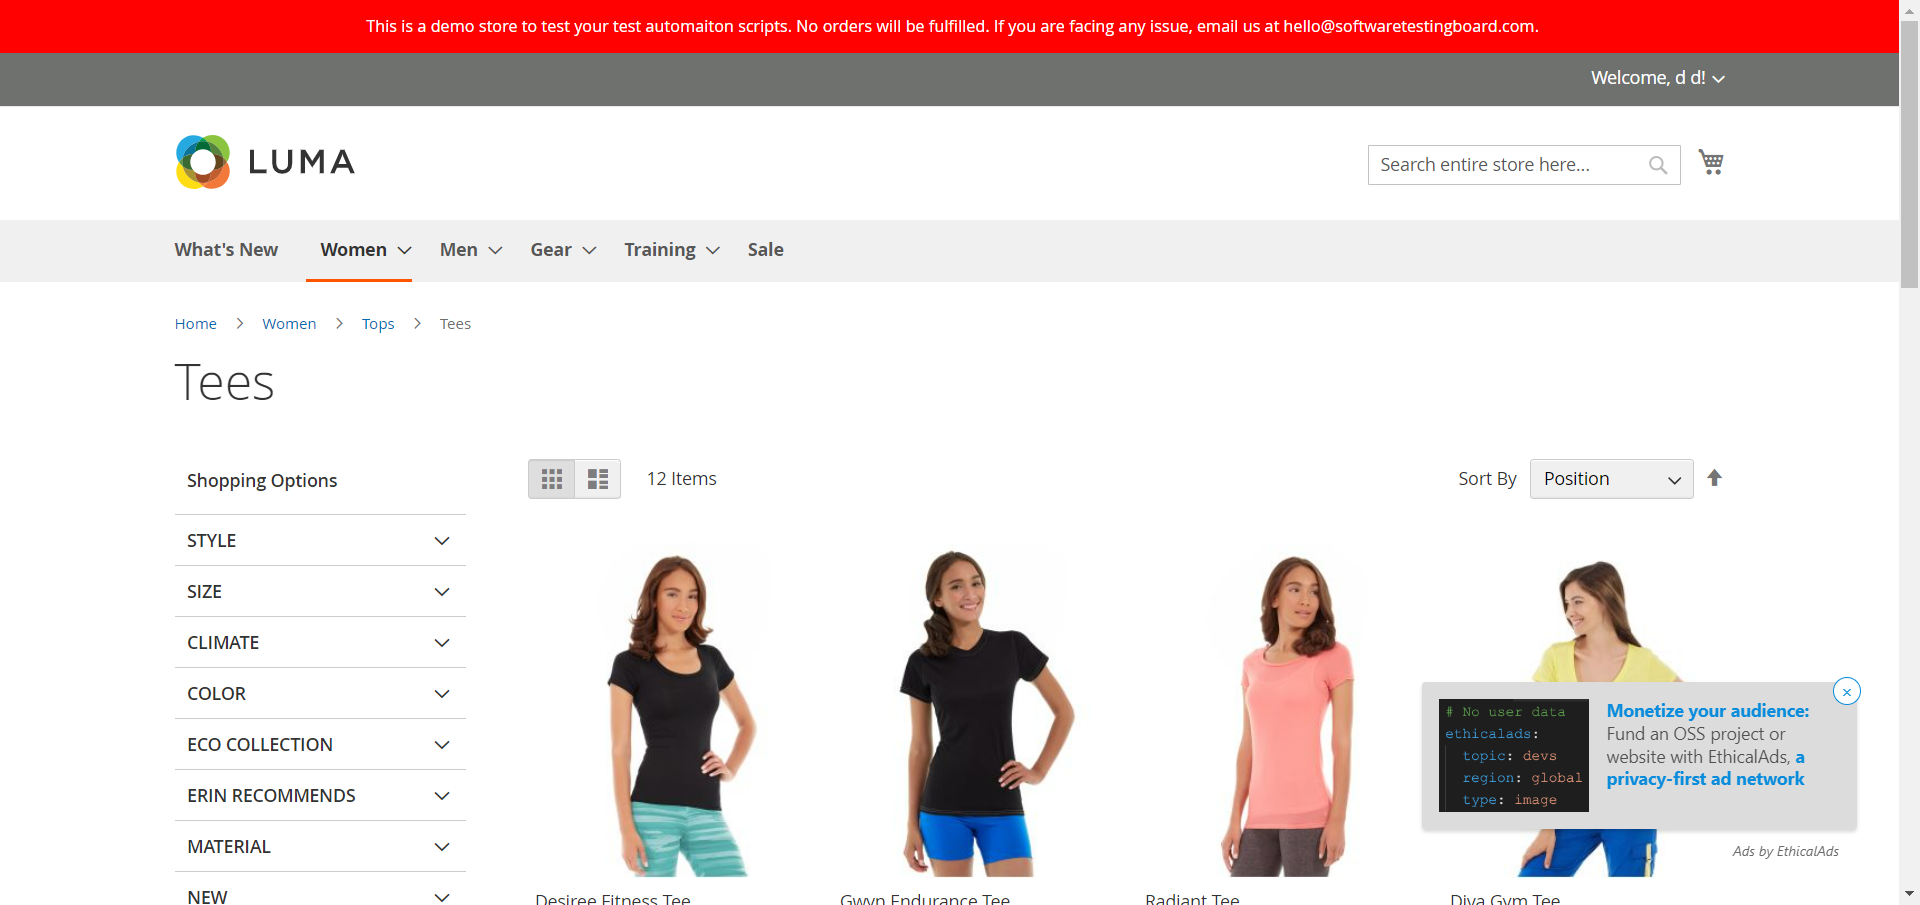 This is a demo store to test your test automaiton scripts. No orders will be fulfilled. If you are facing any issue, email us at hello@softwaretestingboard.com.
Welcome, d d!
LUMA
Search entire store here...
What's New Women Men Gear Training Sale
Home Women Tops Tees
Tees
Shopping Options
12 Items
Sort By Position
STYLE
SIZE
CLIMATE
COLOR
ECO COLLECTION
ERIN RECOMMENDS
MATERIAL
NEW
# No user data
ethicalads:
topic: devs
region: global
type: image
Monetize your audience:
Fund an OSS project or
website with EthicalAds, a
privacy-first ad network
Ads by EthicalAds
Desiree Fitness Tee
Gwyn Endurance Tee
Radiant Tee
Diva Gym Tee